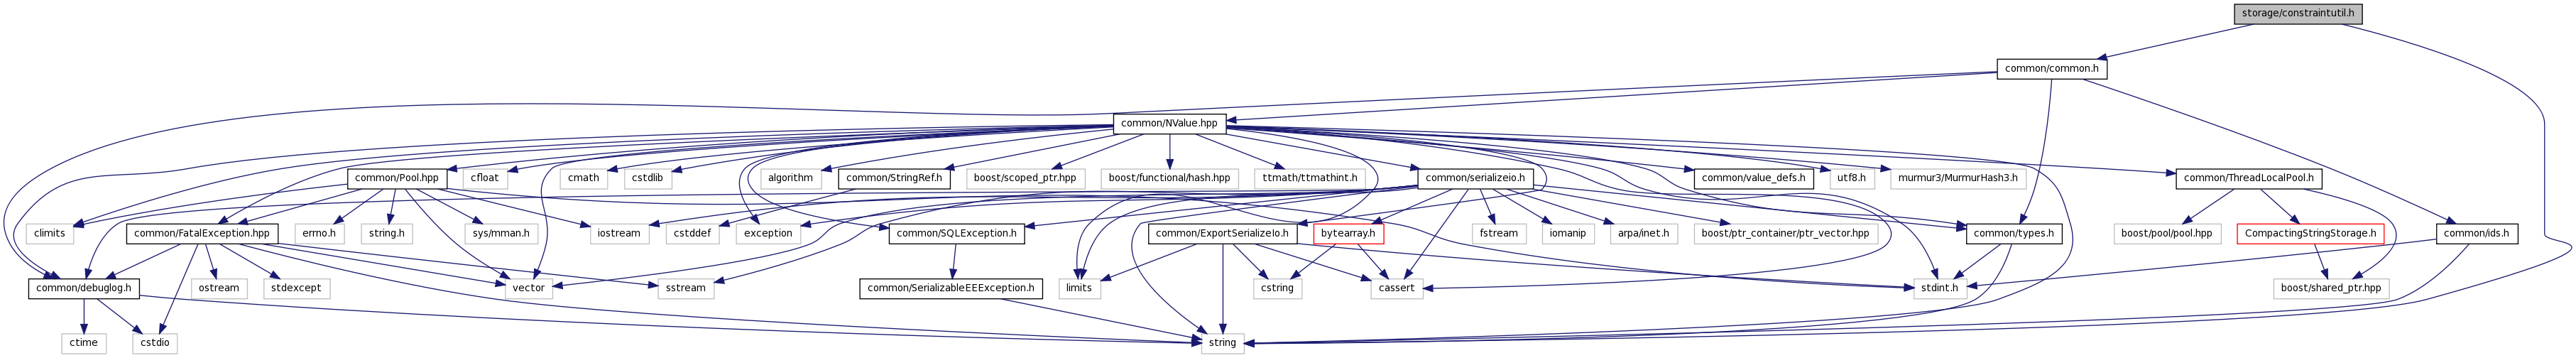 storage/constraintutil.h
common/common.h
common/NValue.hpp
common/Pool.hpp
cfloat
cmath
cstdlib
algorithm
common/StringRef.h
boost/scoped_ptr.hpp
boost/functional/hash.hpp
ttmath/ttmathint.h
common/serializeio.h
common/value_defs.h
utf8.h
murmur3/MurmurHash3.h
common/ThreadLocalPool.h
climits
common/FatalException.hpp
errno.h
string.h
sys/mman.h
iostream
cstddef
exception
common/SQLException.h
common/ExportSerializeIo.h
bytearray.h
fstream
iomanip
arpa/inet.h
boost/ptr_container/ptr_vector.hpp
common/types.h
boost/pool/pool.hpp
CompactingStringStorage.h
common/ids.h
common/debuglog.h
ostream
stdexcept
vector
sstream
common/SerializableEEException.h
limits
cstring
cassert
stdint.h
boost/shared_ptr.hpp
ctime
cstdio
string